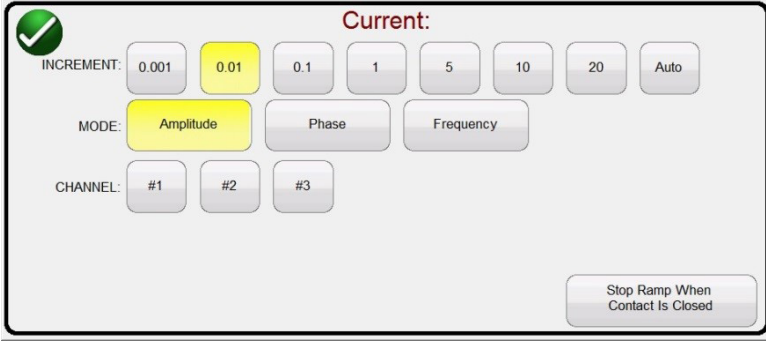 Current:
INCREMENT: 0.001 0.01 0.1 1 5 10 20 Auto
MODE: Amplitude Phase Frequency
CHANNEL: #1 #2 #3
Stop Ramp When
Contact Is Closed